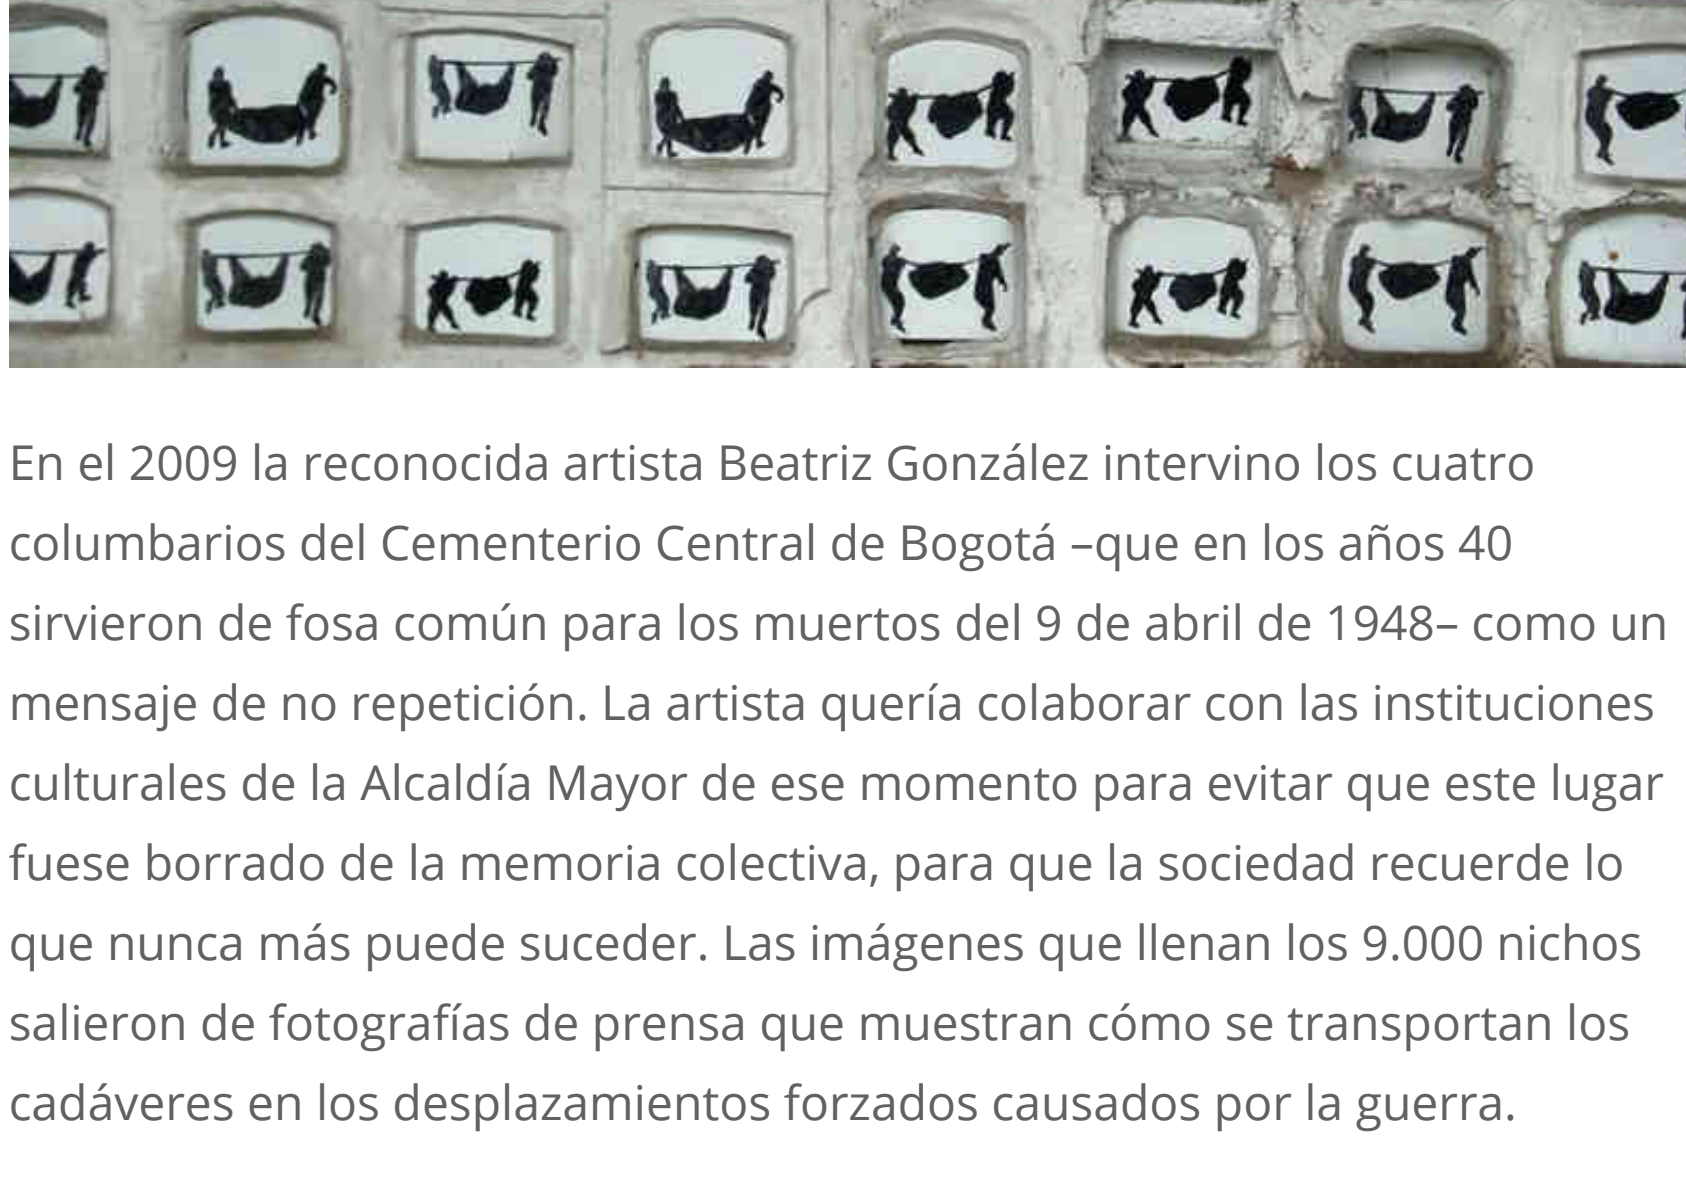 En el 2009 la reconocida artista Beatriz González intervino los cuatro
columbarios del Cementerio Central de Bogotá –que en los años 40
sirvieron de fosa común para los muertos del 9 de abril de 1948– como un
mensaje de no repetición. La artista quería colaborar con las instituciones
culturales de la Alcaldía Mayor de ese momento para evitar que este lugar
fuese borrado de la memoria colectiva, para que la sociedad recuerde lo
que nunca más puede suceder. Las imágenes que llenan los 9.000 nichos
salieron de fotografías de prensa que muestran cómo se transportan los
cadáveres en los desplazamientos forzados causados por la guerra.